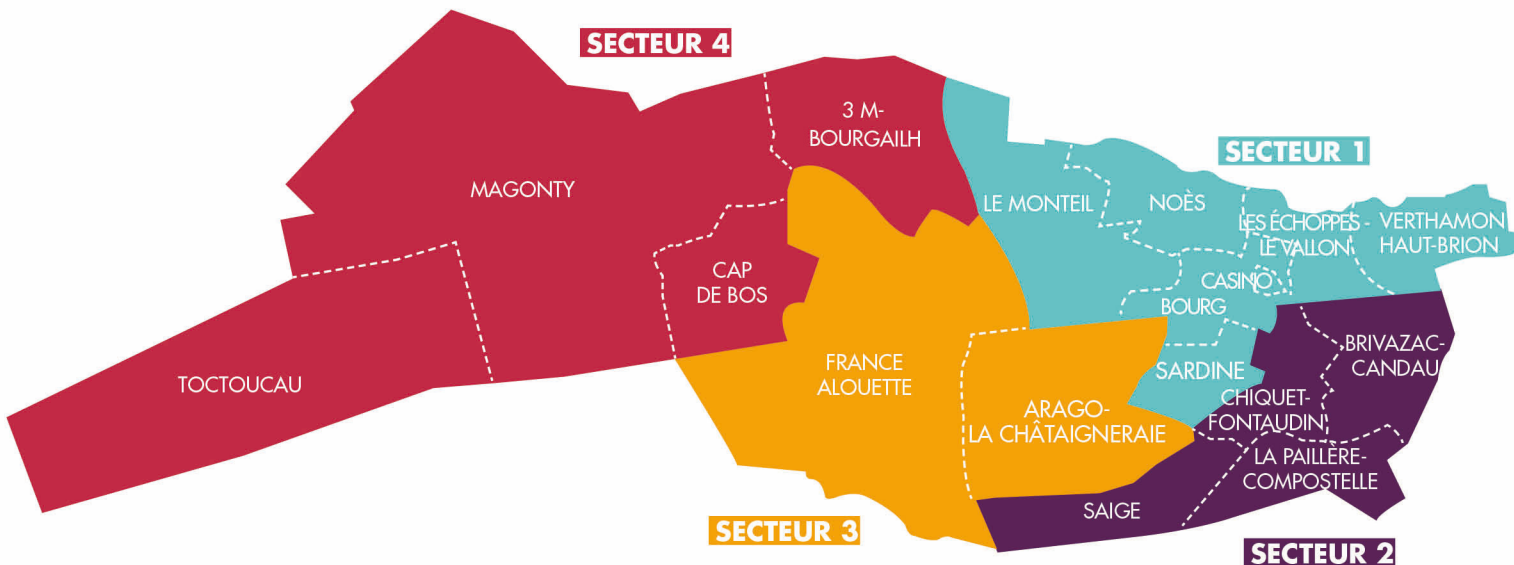 SECTEUR 4
3 M-
BOURGAILH
MAGONTY
CAP
DE BOS
TOCTOUCAU
SECTEUR 1
LE MONTEIL
NOÈS
LES ÉCHOPPES -
LE VALLON
VERTHAMON
HAUT-BRION
CASINO
BOURG
SARDINE
FRANCE
ALOUETTE
ARAGO-
LA CHÂTAIGNERAIE
SECTEUR 3
BRIVAZAC-
CANDAU
CHIQUET-
FONTAUDIN
LA PAILLÈRE-
COMPOSTELLE
SAIGE
SECTEUR 2